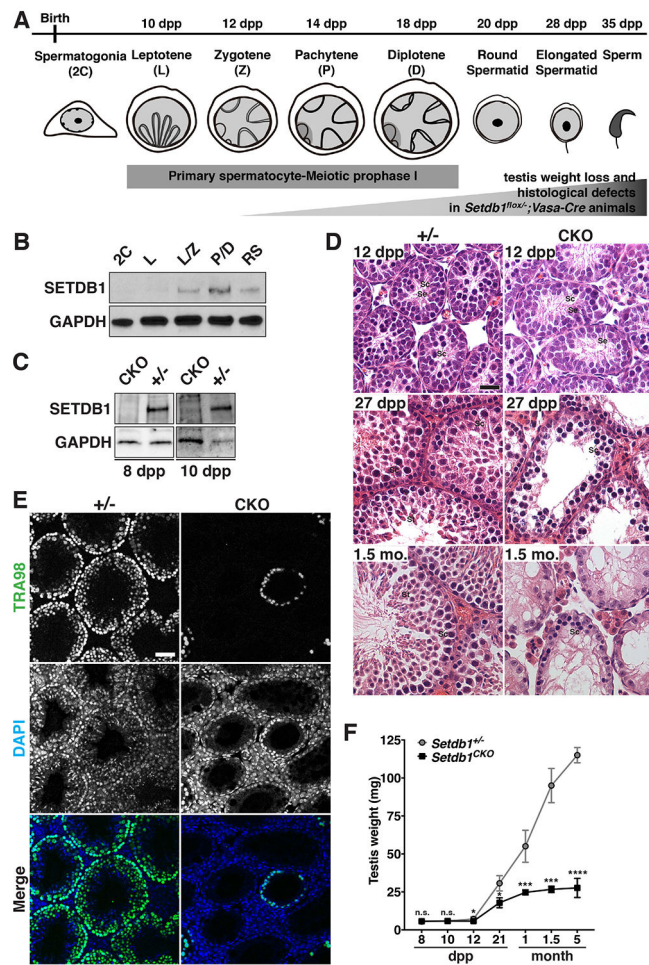 A
Birth 10 dpp 12 dpp 14 dpp 18 dpp 20 dpp 28 dpp 35 dpp
Spermatogonia Leptotene Zygotene Pachytene Diplotene Round Elongated Sperm
(2C) (L) (Z) (P) (D) Spermatid Spermatid
Primary spermatocyte-Meiotic prophase I
testis weight loss and
histological defects
in Setdb1flox/-;Vasa-Cre animals
B
2C L L/Z P/D RS
SETDB1
GAPDH
C
CKO +/- CKO +/-
SETDB1
GAPDH
8 dpp 10 dpp
D
+/- CKO
12 dpp 12 dpp
Sc
Se
Sc
Se
Sc
Se
27 dpp 27 dpp
Sc
Sc
St
1.5 mo. 1.5 mo.
St
Sc
Sc
E
+/- CKO
TRA98
DAPI
Merge
F
Setdb1+/-
Setdb1CKO
Testis weight (mg)
125
100
75
50
25
0
n.s. n.s. * * *** *** ****
8 10 12 21 1 1.5 5
dpp month